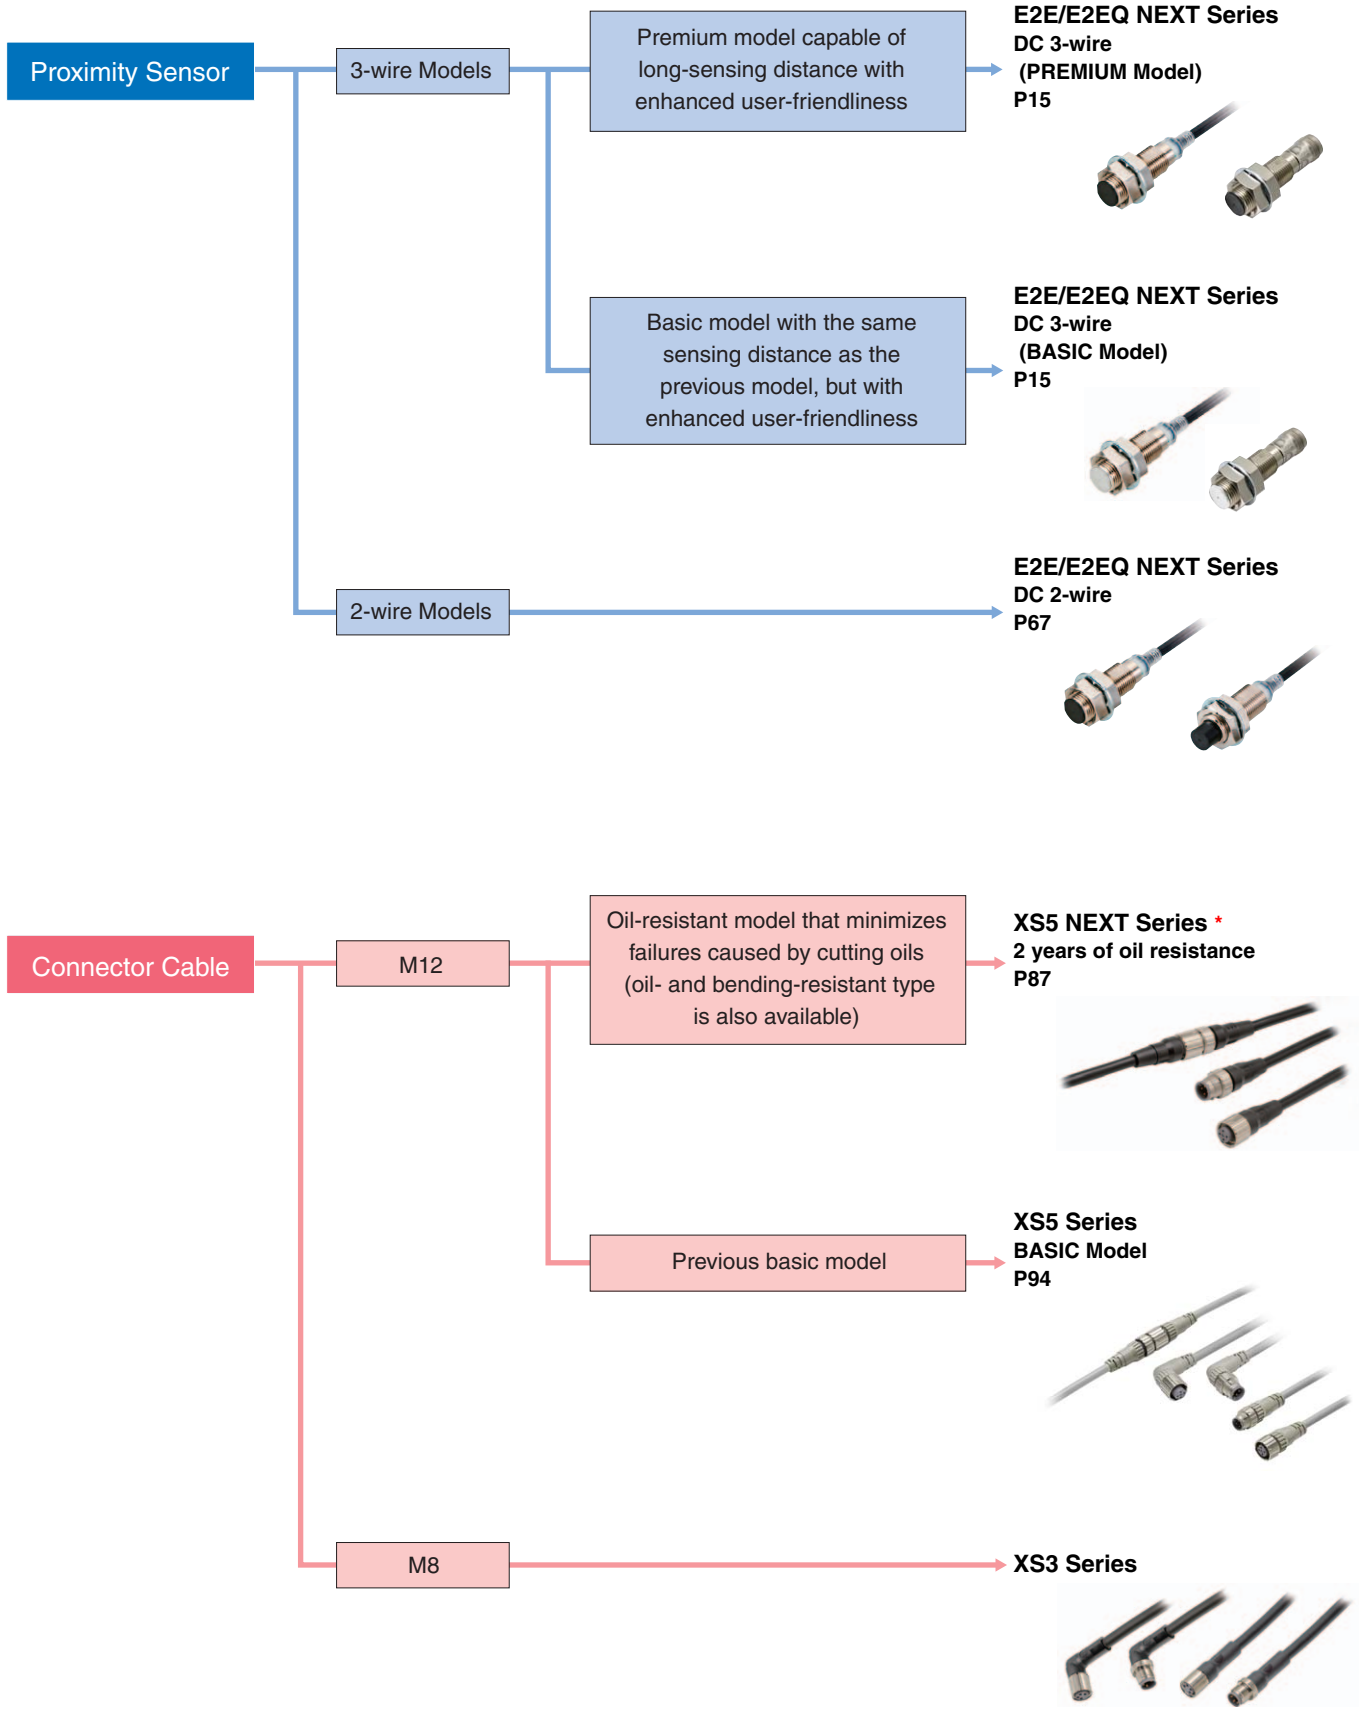 Proximity Sensor
3-wire Models
Premium model capable of
long-sensing distance with
enhanced user-friendliness
E2E/E2EQ NEXT Series
DC 3-wire
(PREMIUM Model)
P15
Basic model with the same
sensing distance as the
previous model, but with
enhanced user-friendliness
E2E/E2EQ NEXT Series
DC 3-wire
(BASIC Model)
P15
2-wire Models
E2E/E2EQ NEXT Series
DC 2-wire
P67
Connector Cable
M12
Oil-resistant model that minimizes
failures caused by cutting oils
(oil- and bending-resistant type
is also available)
XS5 NEXT Series *
2 years of oil resistance
P87
Previous basic model
XS5 Series
BASIC Model
P94
M8
XS3 Series